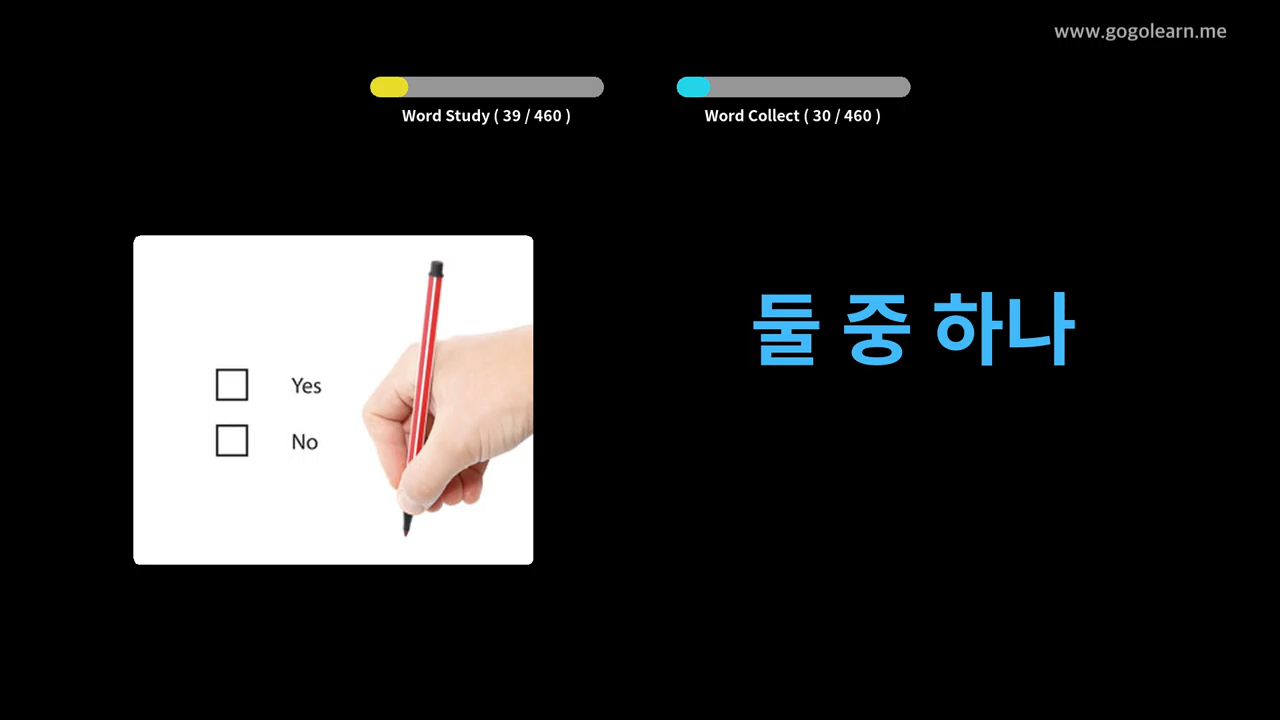 www.gogolearn.me
Word Study ( 39 / 460 )
Word Collect ( 30 / 460 )
Yes
No
둘 중 하나